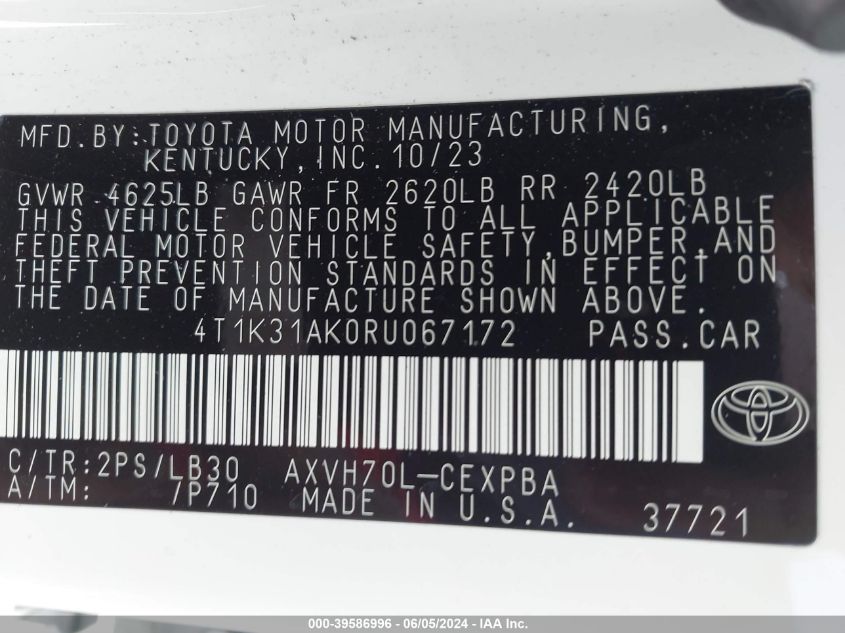 MFD.BY:TOYOTA MOTOR MANUFACTURING,
KENTUCKY,INC. 10/23
GVWR 4625LB GAWR FR 2620LB RR 2420LB
THIS VEHICLE CONFORMS TO ALL APPLICABLE
FEDERAL MOTOR VEHICLE SAFETY,BUMPER,AND
THEFT PREVENTION STANDARDS IN EFFECT ON
THE DATE OF MANUFACTURE SHOWN ABOVE.
4T1K31AK0RU067172 PASS.CAR
C/TR:2PS/LB30 AXVH70L-CEXPBA
A/TM: /P710 MADE IN U.S.A. 37721
000-39586996 - 06/05/2024 - IAA Inc.